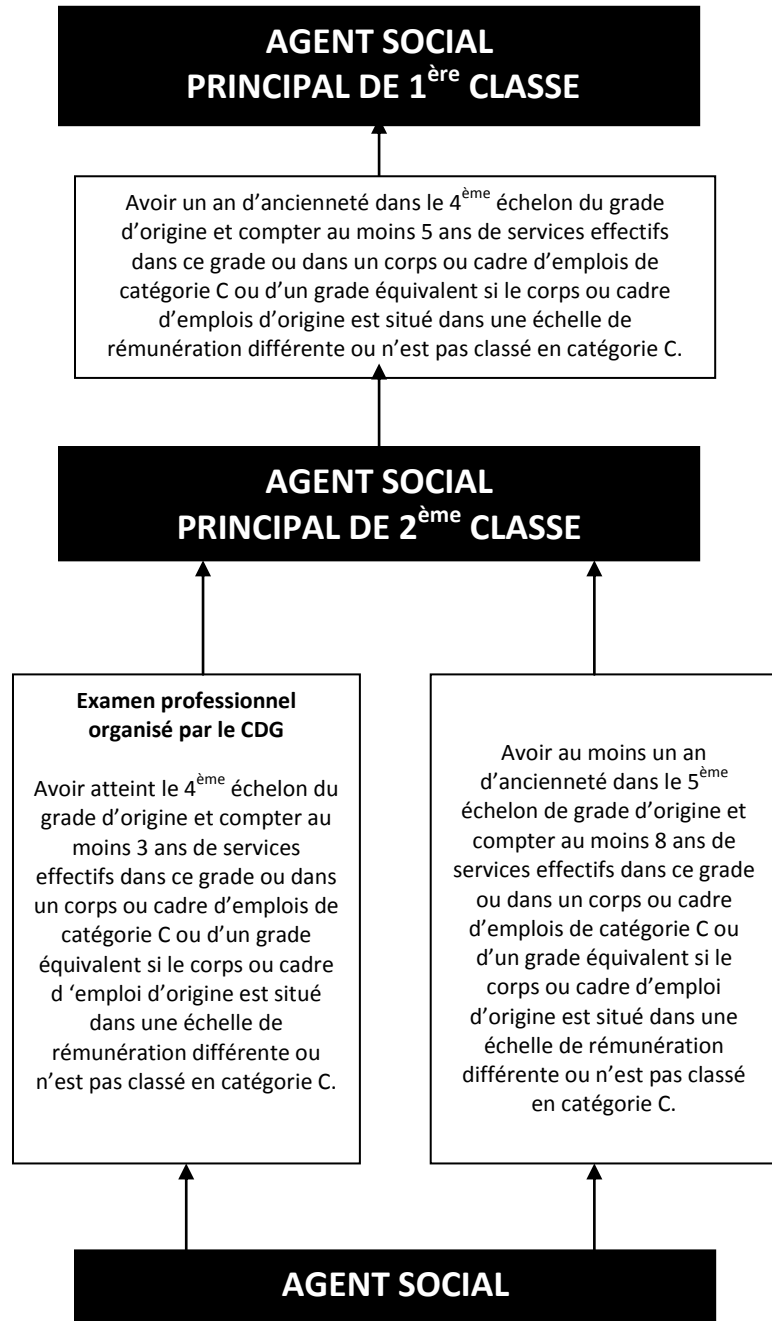 AGENT SOCIAL
PRINCIPAL DE 1ère CLASSE
Avoir un an d’ancienneté dans le 4ème échelon du grade
d’origine et compter au moins 5 ans de services effectifs
dans ce grade ou dans un corps ou cadre d’emplois de
catégorie C ou d’un grade équivalent si le corps ou cadre
d’emplois d’origine est situé dans une échelle de
rémunération différente ou n’est pas classé en catégorie C.
AGENT SOCIAL
PRINCIPAL DE 2ème CLASSE
Examen professionnel
organisé par le CDG
Avoir atteint le 4ème échelon du
grade d’origine et compter au
moins 3 ans de services
effectifs dans ce grade ou dans
un corps ou cadre d’emplois de
catégorie C ou d’un grade
équivalent si le corps ou cadre
d ‘emploi d’origine est situé
dans une échelle de
rémunération différente ou
n’est pas classé en catégorie C.
Avoir au moins un an
d’ancienneté dans le 5ème
échelon de grade d’origine et
compter au moins 8 ans de
services effectifs dans ce grade
ou dans un corps ou cadre
d’emplois de catégorie C ou
d’un grade équivalent si le
corps ou cadre d’emploi
d’origine est situé dans une
échelle de rémunération
différente ou n’est pas classé
en catégorie C.
AGENT SOCIAL